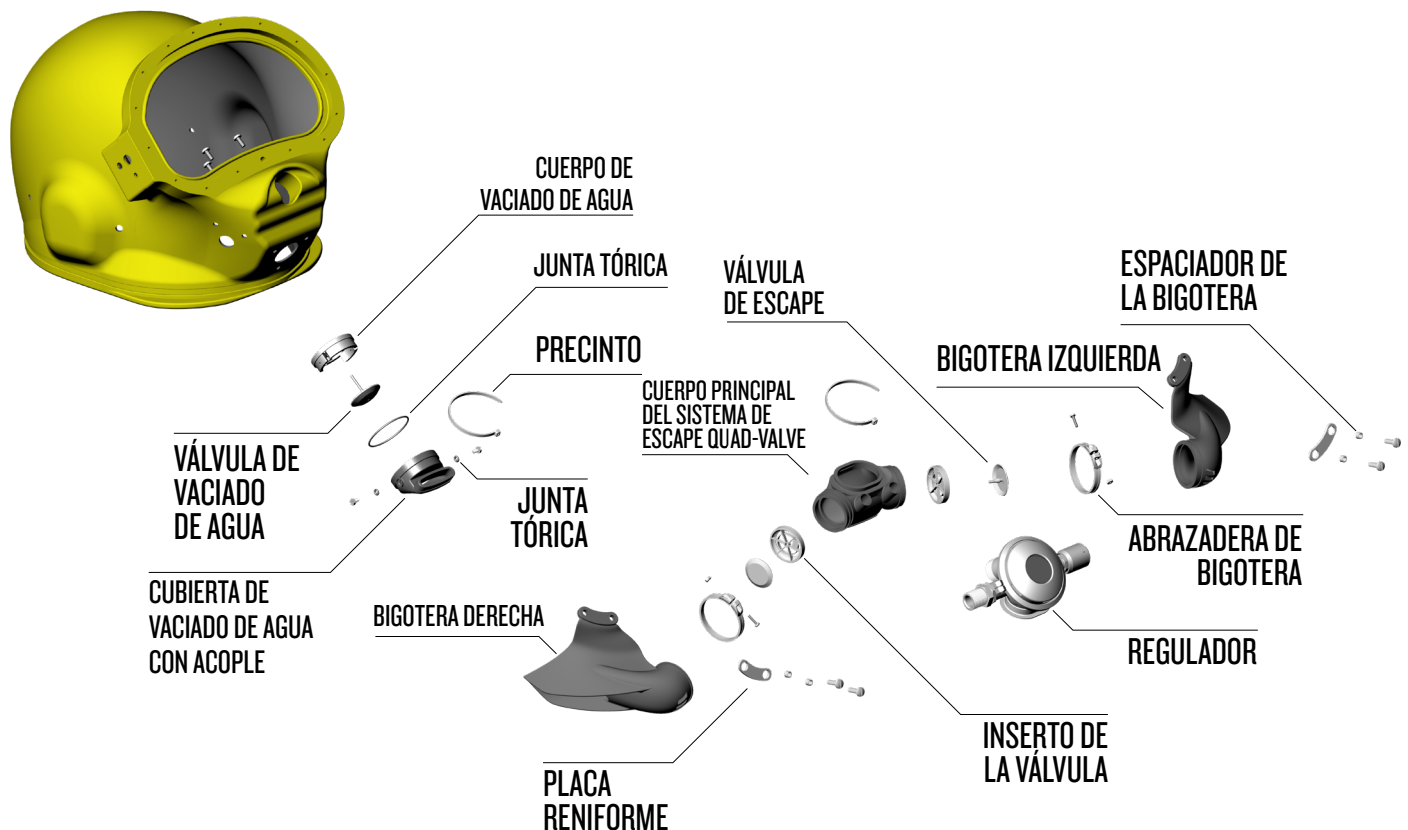 CUERPO DE
VACIADO DE AGUA
JUNTA TÓRICA
PRECINTO
VÁLVULA
DE ESCAPE
ESPACIADOR DE
LA BIGOTERA
BIGOTERA IZQUIERDA
CUERPO PRINCIPAL
DEL SISTEMA DE
ESCAPE QUAD-VALVE
VÁLVULA DE
VACIADO
DE AGUA
JUNTA
TÓRICA
CUBIERTA DE
VACIADO DE AGUA
CON ACOPLE
BIGOTERA DERECHA
ABRAZADERA DE
BIGOTERA
REGULADOR
INSERTO DE
LA VÁLVULA
PLACA
RENIFORME